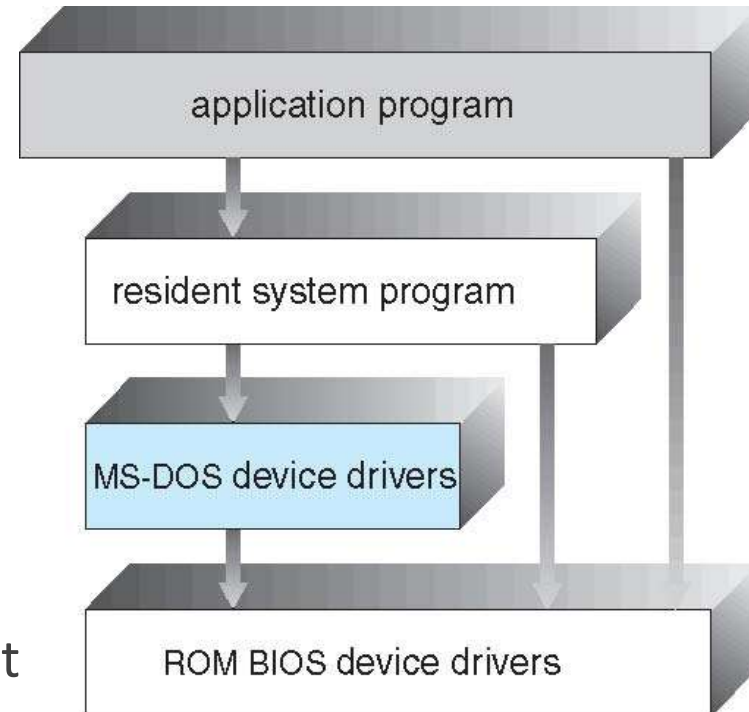 application program
resident system program
MS-DOS device drivers
t
ROM BIOS device drivers